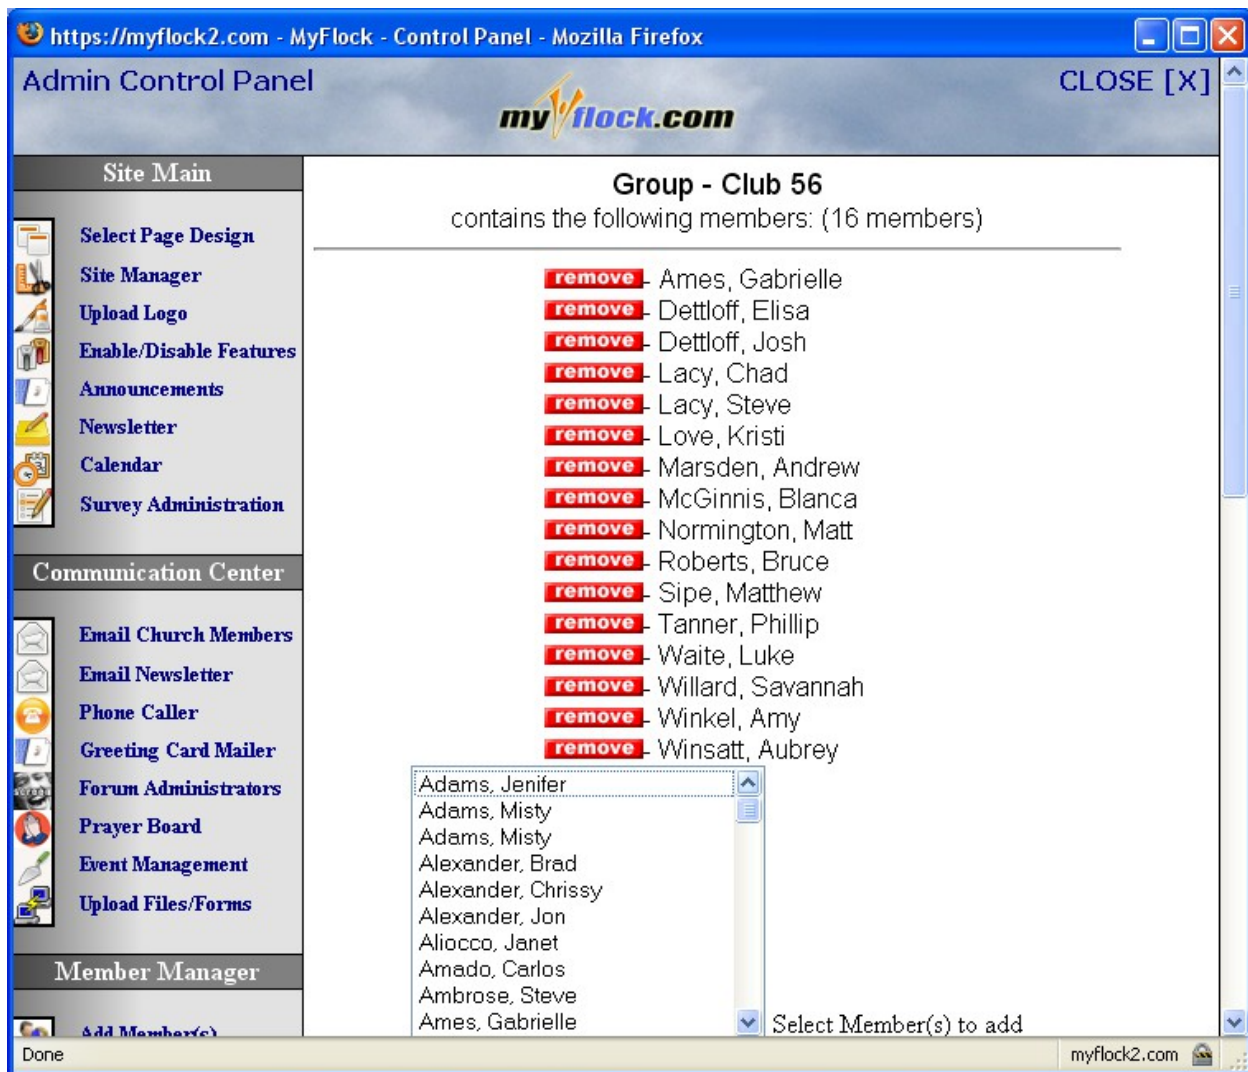 https://myflock2.com - MyFlock - Control Panel - Mozilla Firefox
Admin Control Panel
myflock.com
CLOSE [X]
Site Main
Select Page Design
Site Manager
Upload Logo
Enable/Disable Features
Announcements
Newsletter
Calendar
Survey Administration
Communication Center
Email Church Members
Email Newsletter
Phone Caller
Greeting Card Mailer
Forum Administrators
Prayer Board
Event Management
Upload Files/Forms
Member Manager
Add Member(s)
Group - Club 56
contains the following members: (16 members)
remove - Ames, Gabrielle
remove - Dettloff, Elisa
remove - Dettloff, Josh
remove - Lacy, Chad
remove - Lacy, Steve
remove - Love, Kristi
remove - Marsden, Andrew
remove - McGinnis, Blanca
remove - Normington, Matt
remove - Roberts, Bruce
remove - Sipe, Matthew
remove - Tanner, Phillip
remove - Waite, Luke
remove - Willard, Savannah
remove - Winkel, Amy
remove - Winsatt, Aubrey
Adams, Jenifer
Adams, Misty
Adams, Misty
Alexander, Brad
Alexander, Chrissy
Alexander, Jon
Aliocco, Janet
Amado, Carlos
Ambrose, Steve
Ames, Gabrielle
Select Member(s) to add
Done
myflock2.com